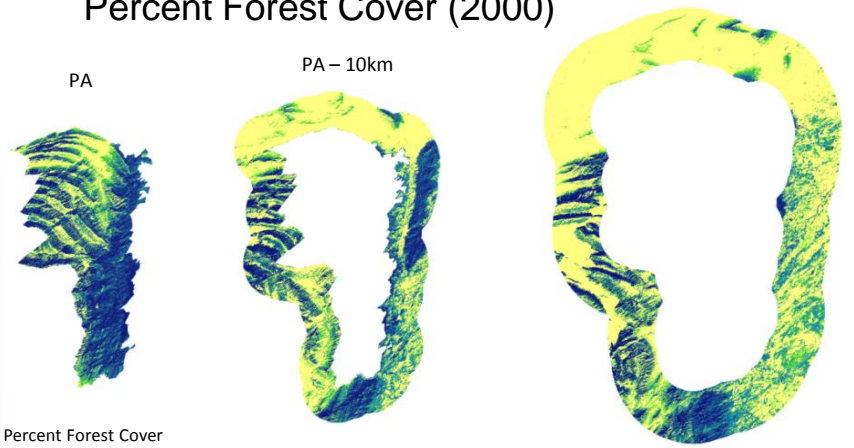 Percent Forest Cover (2000)
PA
PA – 10km
Percent Forest Cover